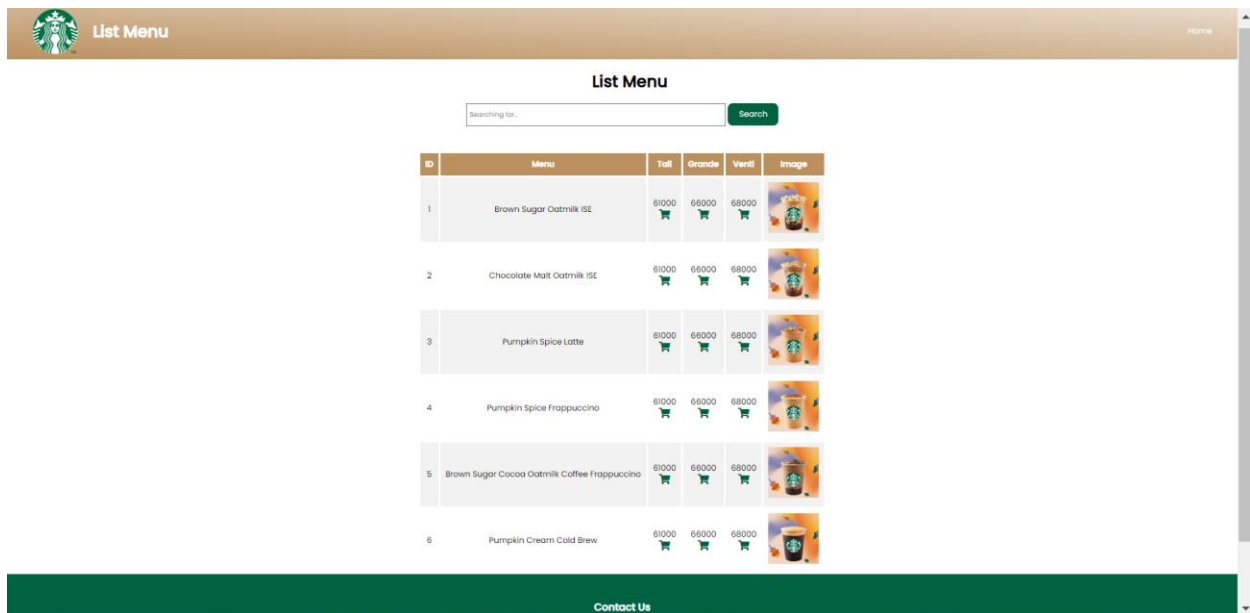 List Menu
Home
List Menu
Searching for..
Search
ID Menu Tall Grande Venti Image
1 Brown Sugar Oatmilk ISE 61000 66000 68000
2 Chocolate Malt Oatmilk ISE 61000 66000 68000
3 Pumpkin Spice Latte 61000 66000 68000
4 Pumpkin Spice Frappuccino 61000 66000 68000
5 Brown Sugar Cocoa Oatmilk Coffee Frappuccino 61000 66000 68000
6 Pumpkin Cream Cold Brew 61000 66000 68000
Contact Us